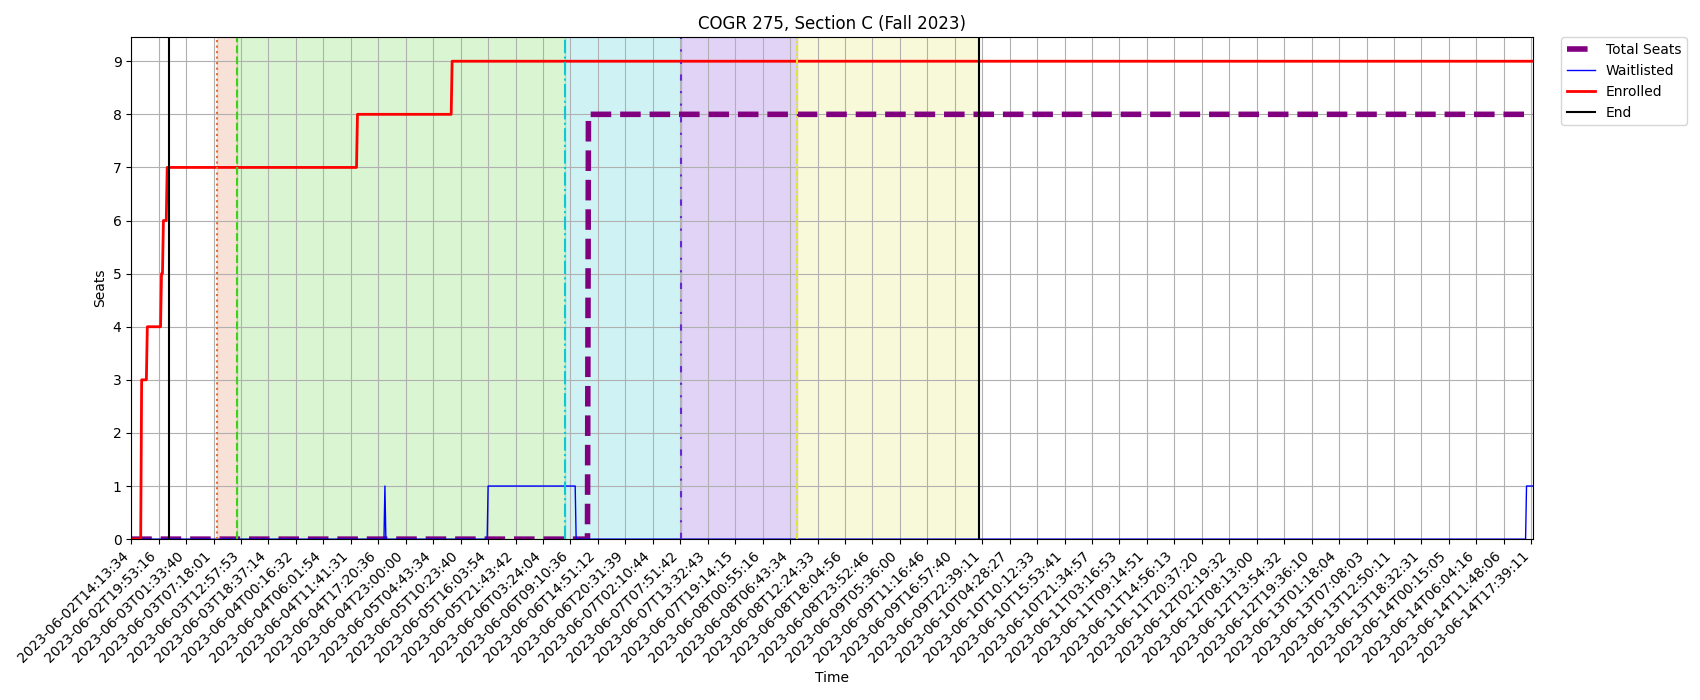 COGR 275, Section C (Fall 2023)
Total Seats
Waitlisted
Enrolled
End
Seats
9
8
7
6
5
4
3
2
1
0
2023-06-02T14:13:34
2023-06-02T19:53:16
2023-06-03T01:33:40
2023-06-03T07:18:01
2023-06-03T12:57:53
2023-06-03T18:37:14
2023-06-04T00:16:32
2023-06-04T06:01:54
2023-06-04T11:41:31
2023-06-04T17:20:36
2023-06-04T23:00:00
2023-06-05T04:43:34
2023-06-05T10:23:40
2023-06-05T16:03:54
2023-06-05T21:43:42
2023-06-06T03:24:04
2023-06-06T09:10:36
2023-06-06T14:51:12
2023-06-06T20:31:39
2023-06-07T02:10:44
2023-06-07T07:51:42
2023-06-07T13:32:43
2023-06-07T19:14:15
2023-06-08T00:55:16
2023-06-08T06:43:34
2023-06-08T12:24:33
2023-06-08T18:04:56
2023-06-08T23:52:46
2023-06-09T05:36:00
2023-06-09T11:16:46
2023-06-09T16:57:40
2023-06-09T22:39:11
2023-06-10T04:28:27
2023-06-10T10:12:33
2023-06-10T15:53:41
2023-06-10T21:34:57
2023-06-11T03:16:53
2023-06-11T09:14:51
2023-06-11T14:56:13
2023-06-11T20:37:20
2023-06-12T02:19:32
2023-06-12T08:13:00
2023-06-12T13:54:32
2023-06-12T19:36:10
2023-06-13T01:18:04
2023-06-13T07:08:03
2023-06-13T12:50:11
2023-06-13T18:32:31
2023-06-14T00:15:05
2023-06-14T06:04:16
2023-06-14T11:48:06
2023-06-14T17:39:11
Time